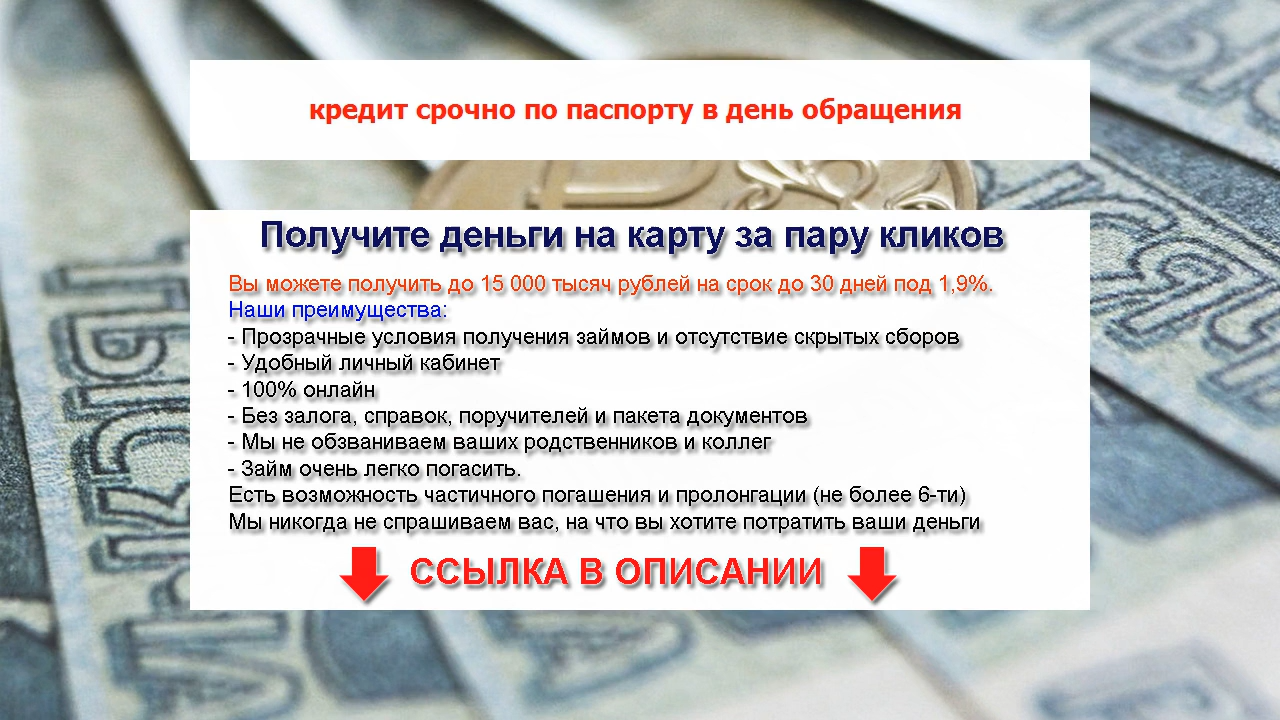 кредит срочно по паспорту в день обращения
Получите деньги на карту за пару кликов
Вы можете получить до 15 000 тысяч рублей на срок до 30 дней под 1,9%.
Наши преимущества:
- Прозрачные условия получения займов и отсутствие скрытых сборов
- Удобный личный кабинет
- 100% онлайн
- Без залога, справок, поручителей и пакета документов
- Мы не обзваниваем ваших родственников и коллег
- Займ очень легко погасить.
Есть возможность частичного погашения и пролонгации (не более 6-ти)
Мы никогда не спрашиваем вас, на что вы хотите потратить ваши деньги
ССЫЛКА В ОПИСАНИИ